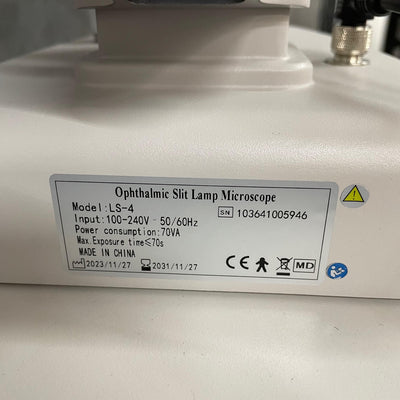 Ophthalmic Slit Lamp Microscope
Model:LS-4
Input:100-240V~ 50/60Hz
SN 103641005946
Power consumption:70VA
Max.Exposure time≤70s
MADE IN CHINA
2023/11/27 2031/11/27
CE MD